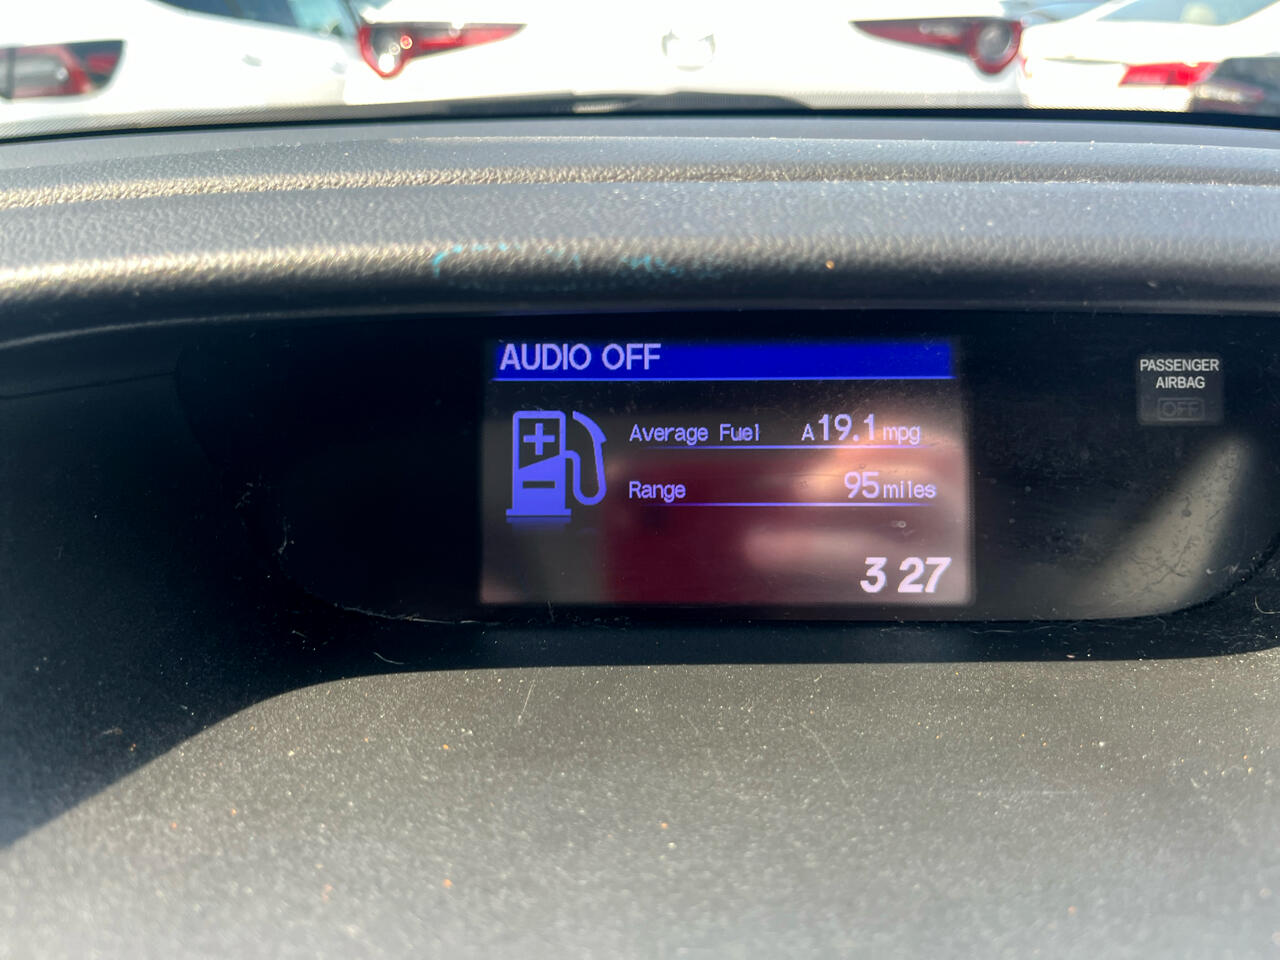 AUDIO OFF
Average Fuel A19.1mpg
Range 95miles
3 27
PASSENGER
AIRBAG
OFF